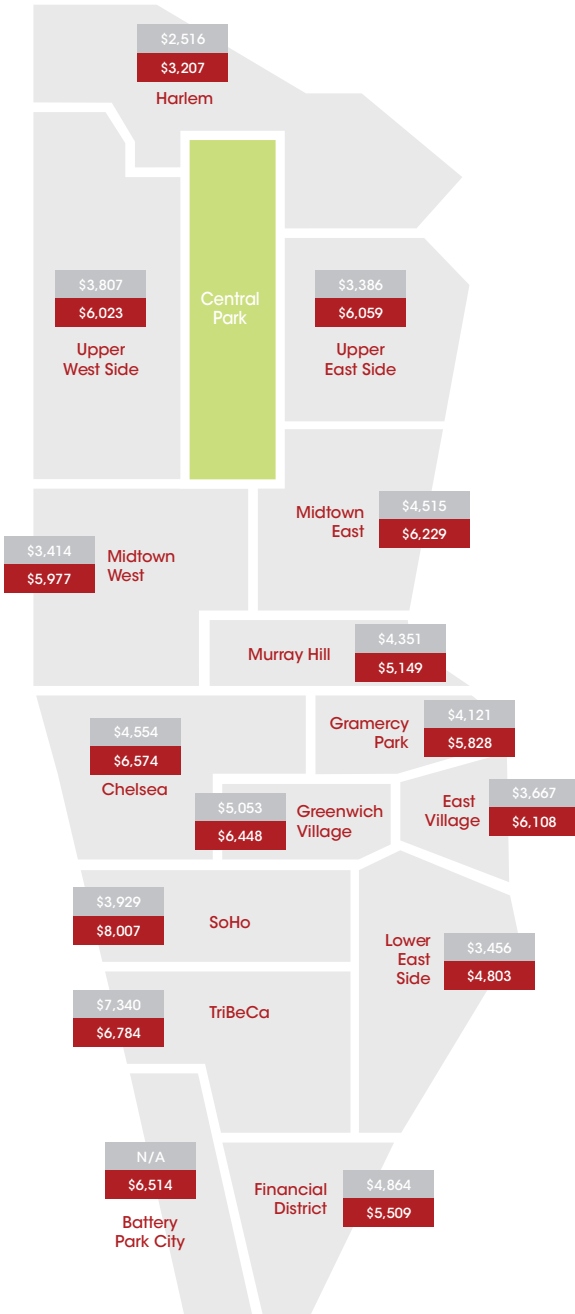 $2,516
$3,207
Harlem
$3,807
$6,023
Upper
West Side
Central
Park
$3,386
$6,059
Upper
East Side
Midtown
East
$4,515
$6,229
$3,414
$5,977
Midtown
West
Murray Hill
$4,351
$5,149
$4,554
$6,574
Chelsea
Gramercy
Park
$4,121
$5,828
$5,053
$6,448
Greenwich
Village
East
Village
$3,667
$6,108
$3,929
$8,007
SoHo
Lower
East
Side
$3,456
$4,803
$7,340
$6,784
TriBeCa
N/A
$6,514
Battery
Park City
Financial
District
$4,864
$5,509